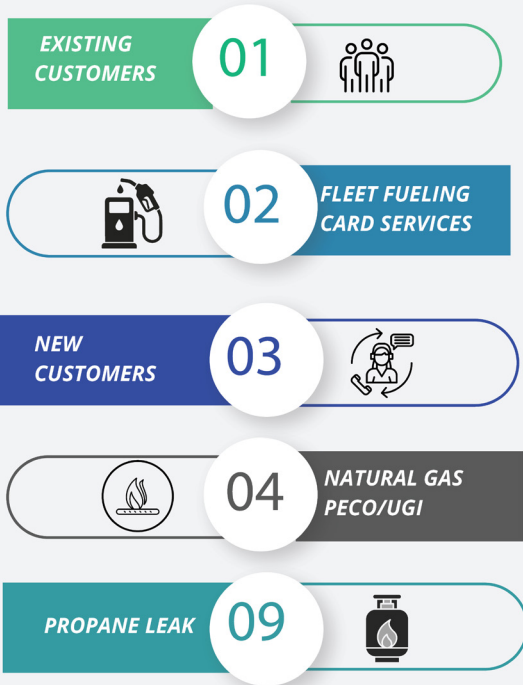 EXISTING
CUSTOMERS
01
02
FLEET FUELING
CARD SERVICES
NEW
CUSTOMERS
03
04
NATURAL GAS
PECO/UGI
PROPANE LEAK
09